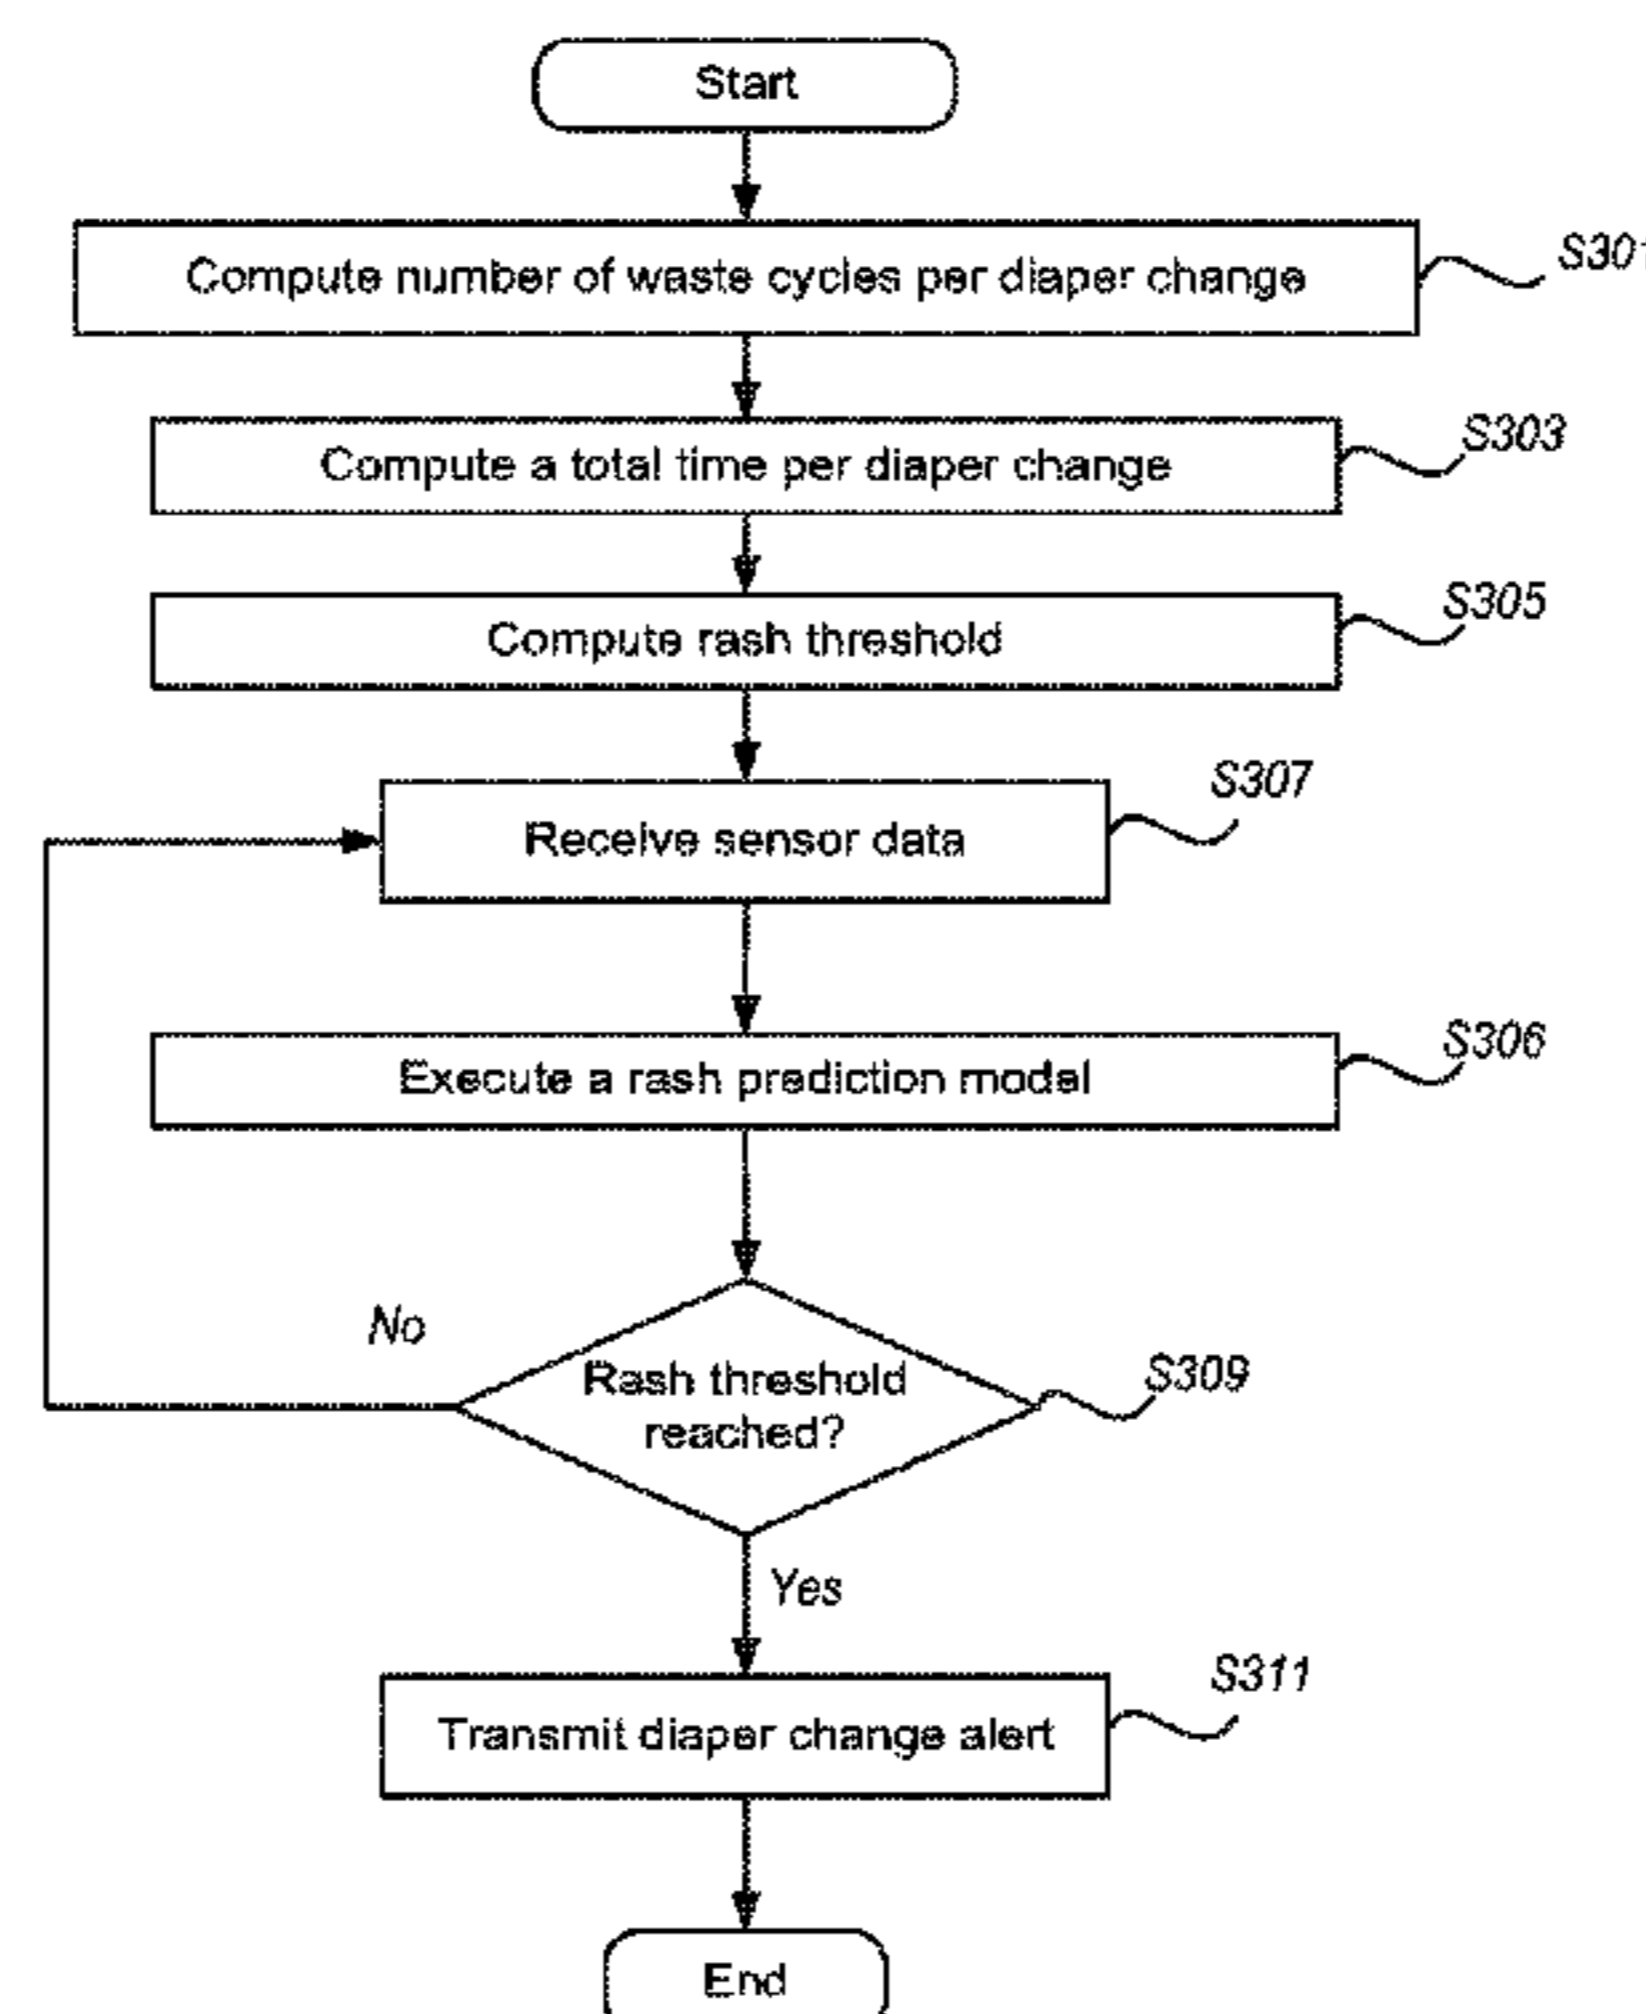 Start
Compute number of waste cycles per diaper change
S301
Compute a total time per diaper change
S303
Compute rash threshold
S305
Receive sensor data
S307
Execute a rash prediction model
S306
No
Rash threshold
reached?
S309
Yes
Transmit diaper change alert
S311
End